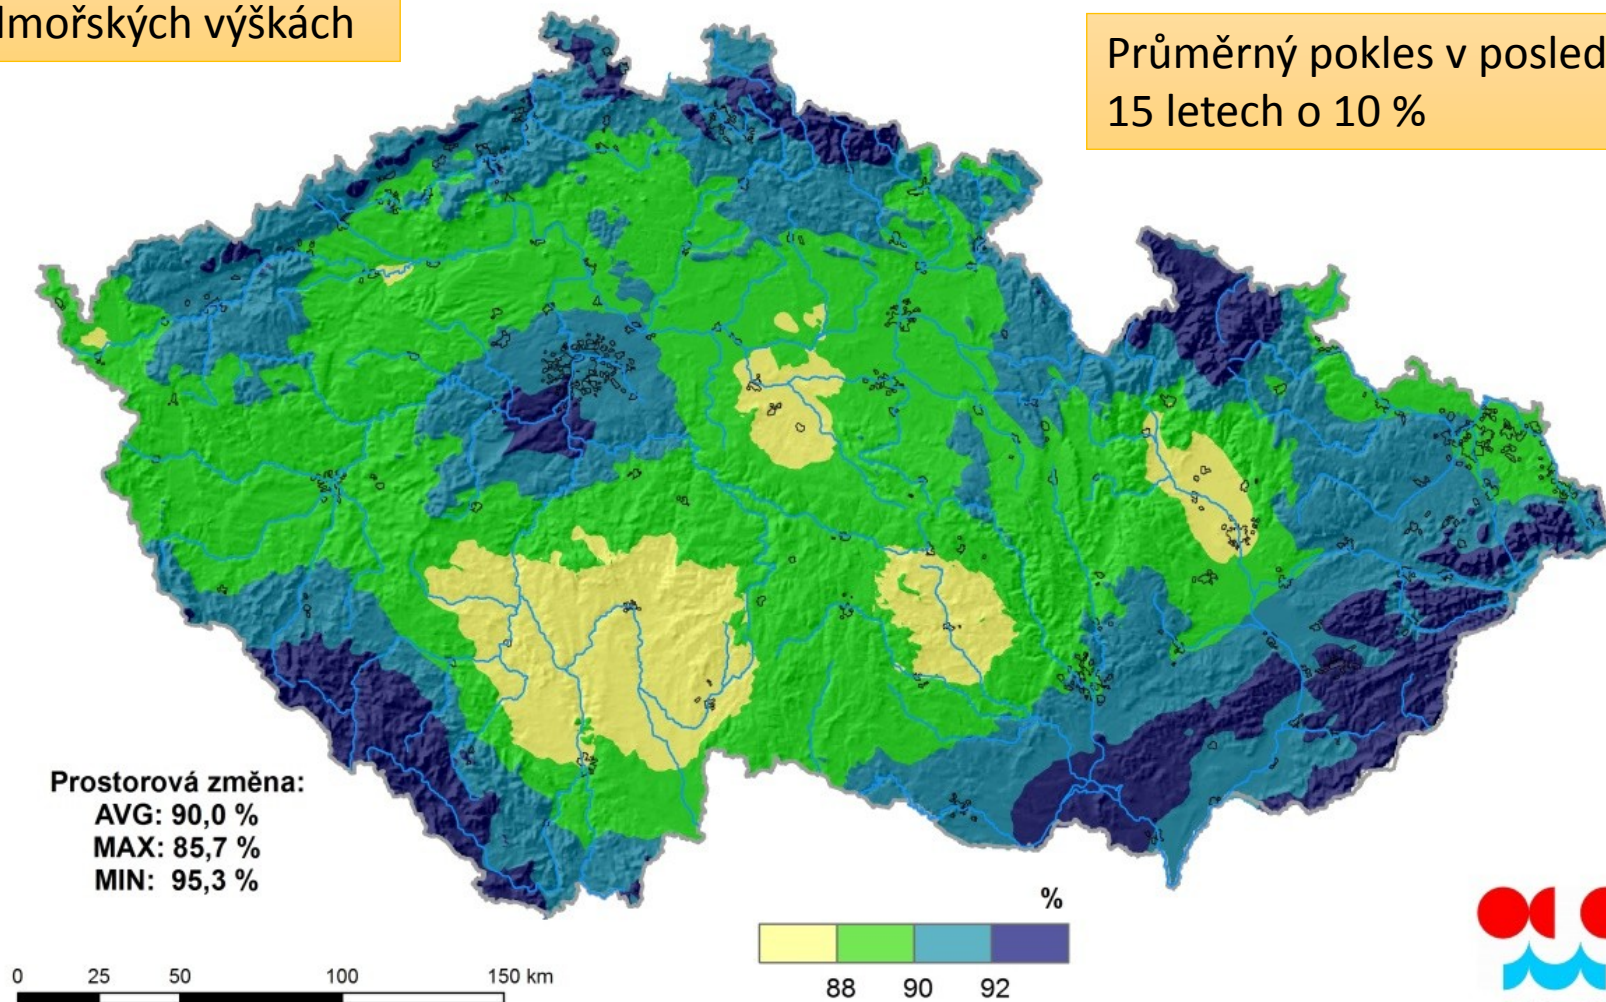 lmořských výškách
Průměrný pokles v posled
15 letech o 10 %
Prostorová změna:
AVG: 90,0 %
MAX: 85,7 %
MIN: 95,3 %
%
88 90 92
0 25 50 100 150 km